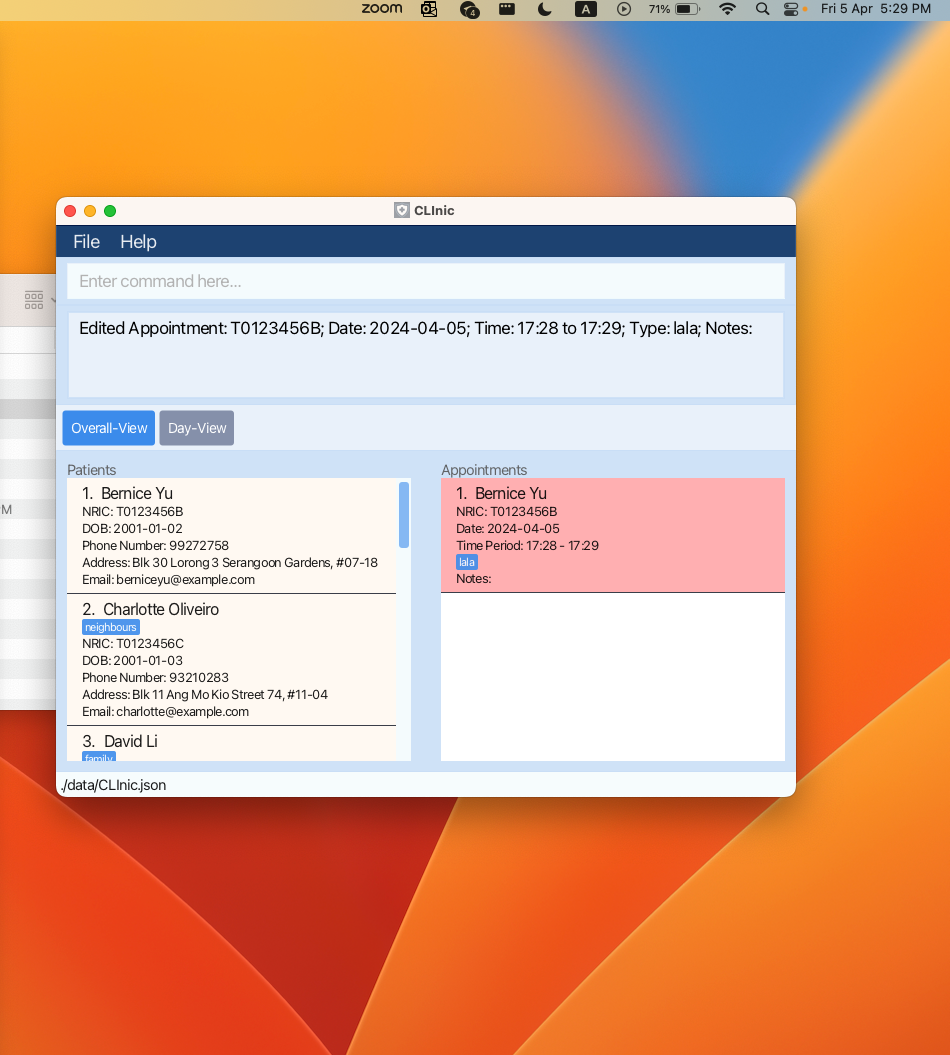 zoom 4 A 71% Fri 5 Apr 5:29 PM
CLInic
File Help
Enter command here...
Edited Appointment: T0123456B; Date: 2024-04-05; Time: 17:28 to 17:29; Type: lala; Notes:
Overall-View Day-View
PM
Patients
1. Bernice Yu
NRIC: T0123456B
DOB: 2001-01-02
Phone Number: 99272758
Address: Blk 30 Lorong 3 Serangoon Gardens, #07-18
Email: berniceyu@example.com
2. Charlotte Oliveiro
neighbours
NRIC: T0123456C
DOB: 2001-01-03
Phone Number: 93210283
Address: Blk 11 Ang Mo Kio Street 74, #11-04
Email: charlotte@example.com
3. David Li
family
Appointments
1. Bernice Yu
NRIC: T0123456B
Date: 2024-04-05
Time Period: 17:28 - 17:29
lala
Notes:
./data/CLInic.json